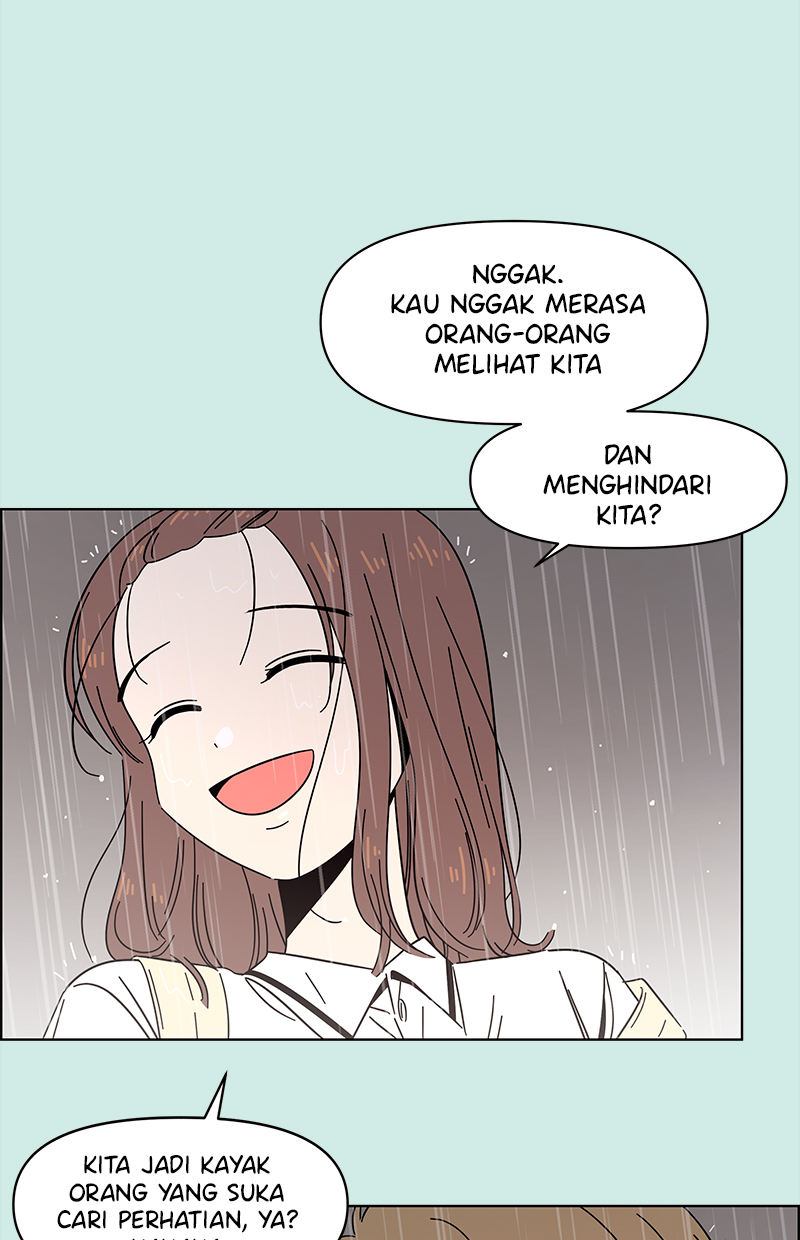 NGGAK.
KAU NGGAK MERASA
ORANG-ORANG
MELIHAT KITA
DAN
MENGHINDARI
KITA?
KITA JADI KAYAK
ORANG YANG SUKA
CARI PERHATIAN, YA?